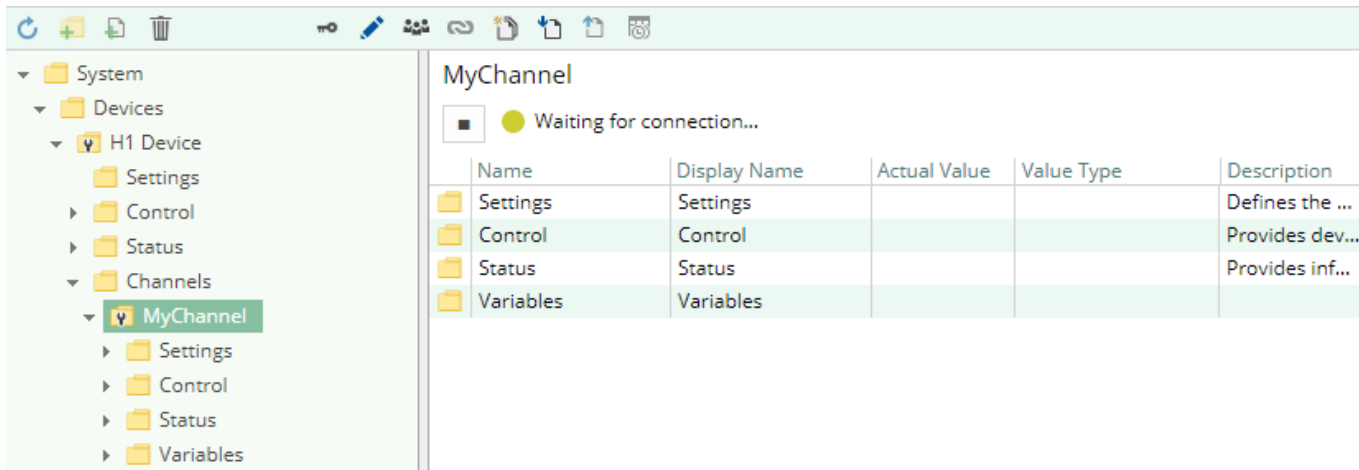 System
Devices
H1 Device
Settings
Control
Status
Channels
MyChannel
Settings
Control
Status
Variables
MyChannel
Waiting for connection...
Name Display Name Actual Value Value Type Description
Settings Settings Defines the ...
Control Control Provides dev...
Status Status Provides inf...
Variables Variables